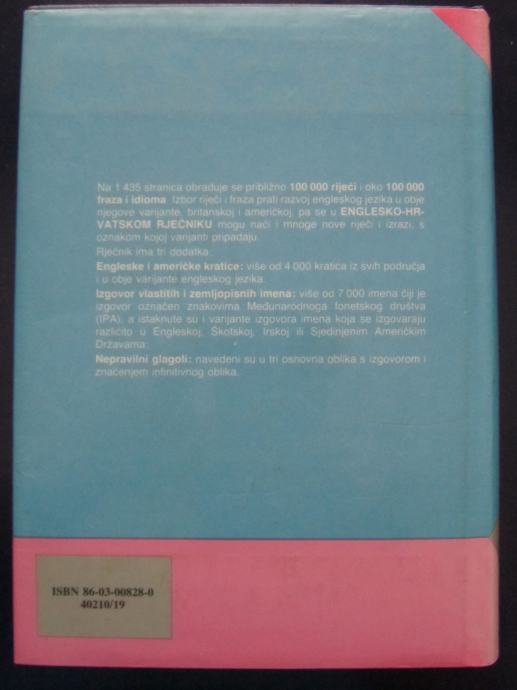 Na 1 435 stranica obrađuje se približno 100 000 riječi i oko 100 000
fraza i idioma. Izbor riječi i fraza prati razvoj engleskog jezika u obje
njegove varijante, britanskoj i američkoj, pa se u ENGLESKO-HR-
VATSKOM RJEČNIKU mogu naći i mnoge nove riječi i izrazi, s
oznakom kojoj varijanti pripadaju.
Rječnik ima tri dodatka:
Engleske i američke kratice: više od 4 000 kratica iz svih područja
i u obje varijante engleskog jezika.
Izgovor vlastitih i zemljopisnih imena: više od 7 000 imena čiji je
izgovor označen znakovima Međunarodnoga fonetskog društva
(IPA), a istaknute su i varijante izgovora imena koja se izgovaraju
različito u Engleskoj, Škotskoj, Irskoj ili Sjedinjenim Američkim
Državama.
Nepravilni glagoli: navedeni su u tri osnovna oblika s izgovorom i
značenjem infinitivnog oblika.
ISBN 86-03-00828-0
40210/19